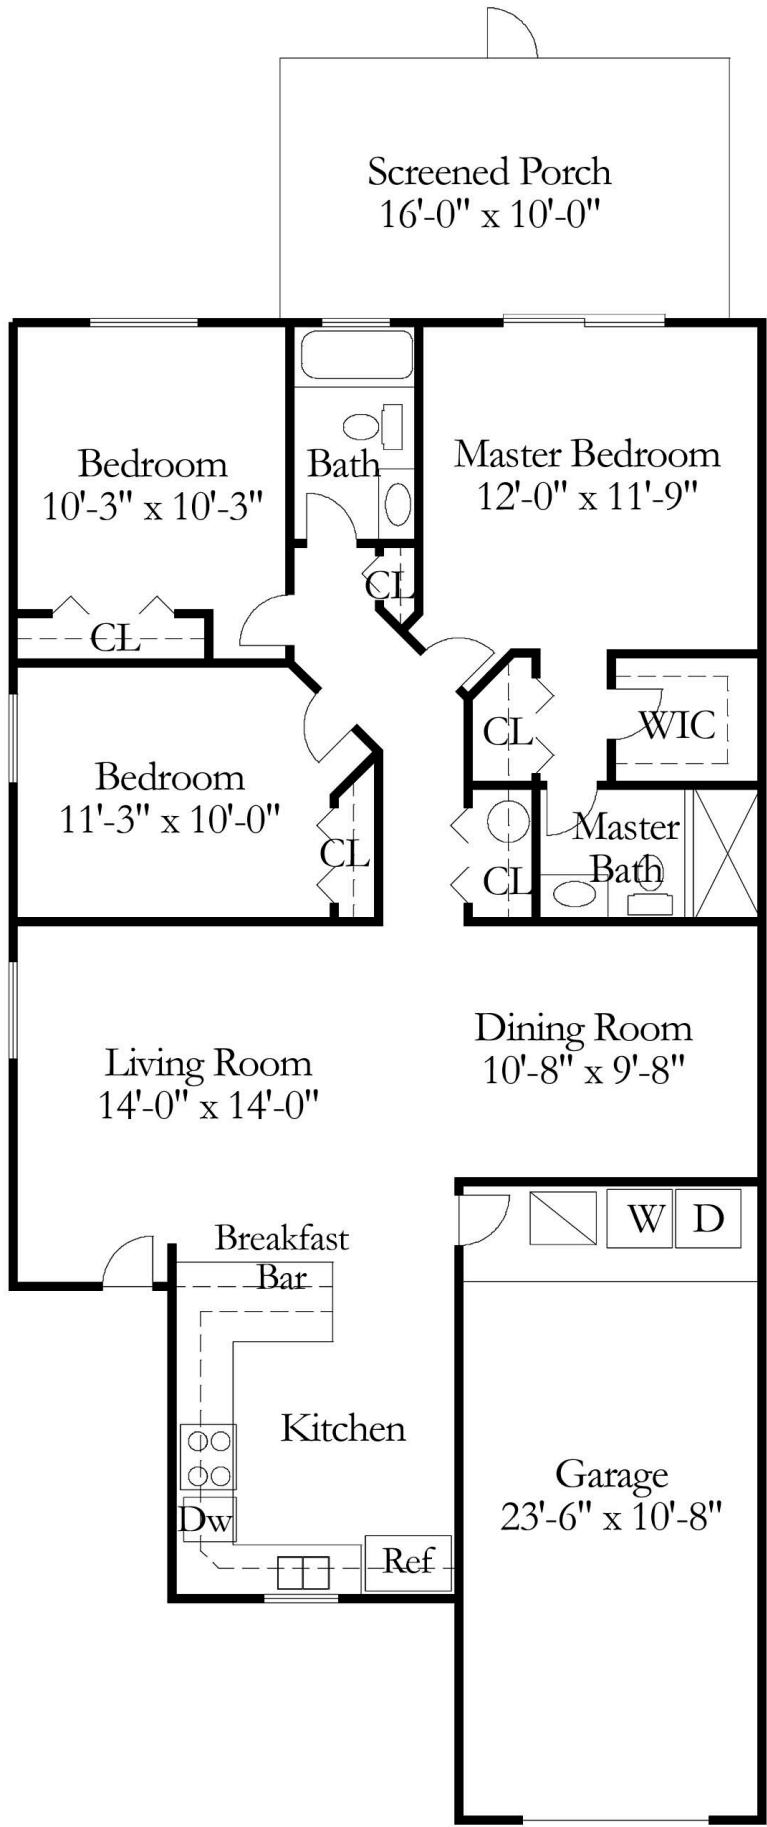 Screened Porch
16'-0" x 10'-0"
Bedroom
10'-3" x 10'-3"
Bath
Master Bedroom
12'-0" x 11'-9"
CL
CL
CL
WIC
Bedroom
11'-3" x 10'-0"
CL
CL
Master
Bath
Living Room
14'-0" x 14'-0"
Dining Room
10'-8" x 9'-8"
W
D
Breakfast
Bar
Kitchen
Garage
23'-6" x 10'-8"
Dw
Ref